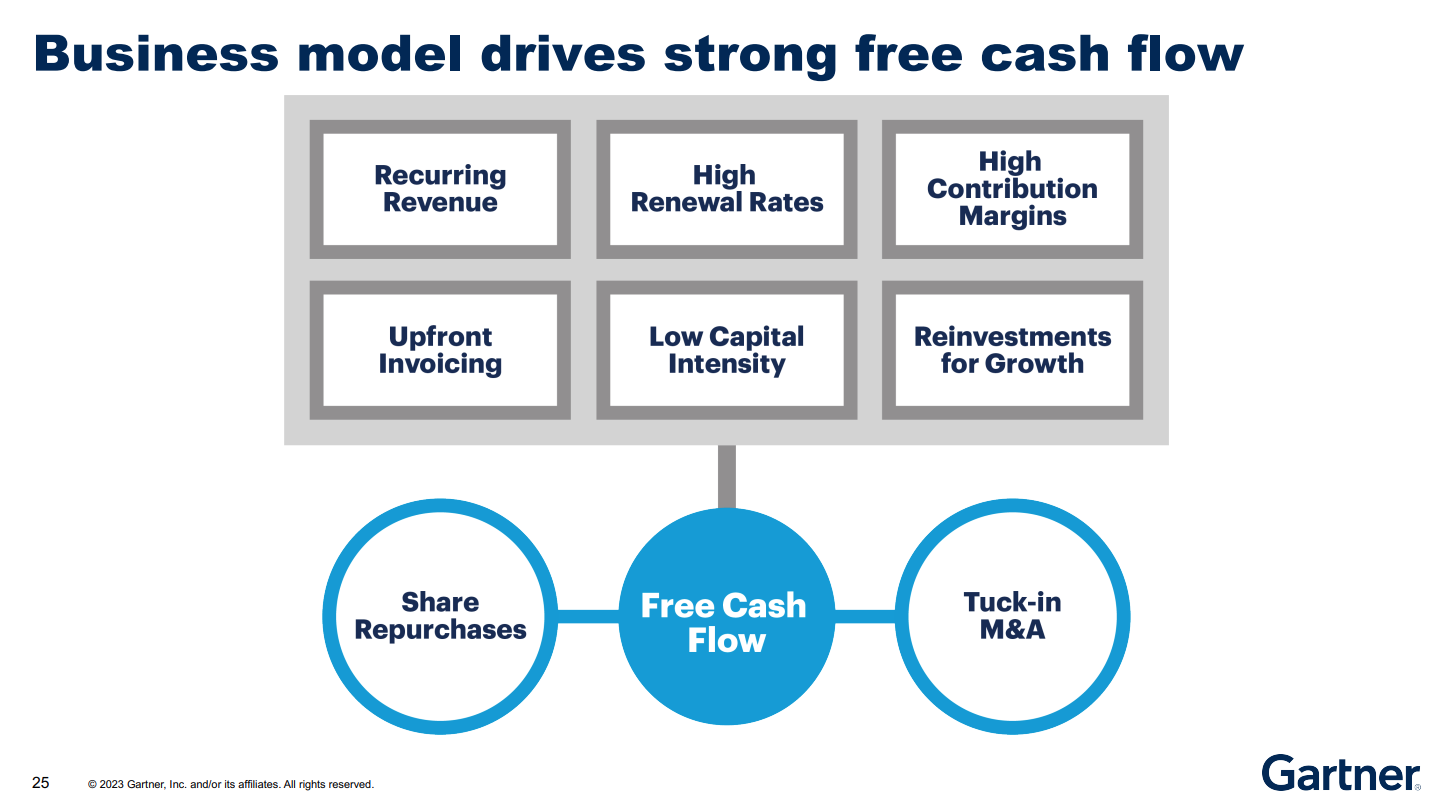 Business model drives strong free cash flow
Recurring
Revenue
High
Renewal Rates
High
Contribution
Margins
Upfront
Invoicing
Low Capital
Intensity
Reinvestments
for Growth
Share
Repurchases
Free Cash
Flow
Tuck-in
M&A
25
© 2023 Gartner, Inc. and/or its affiliates. All rights reserved.
Gartner®